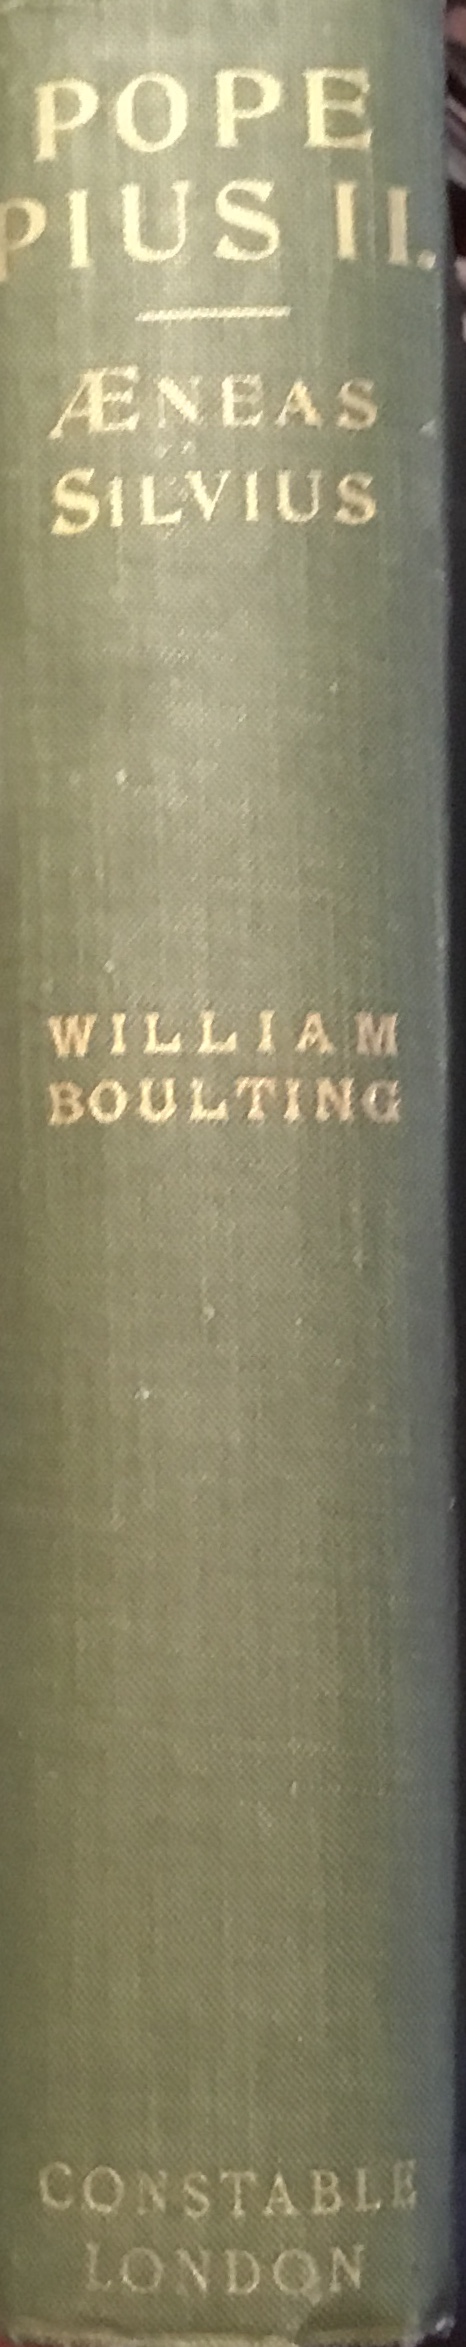 POPE
PIUS II.
ÆNEAS
SILVIUS
WILLIAM
BOULTING
CONSTABLE
LONDON